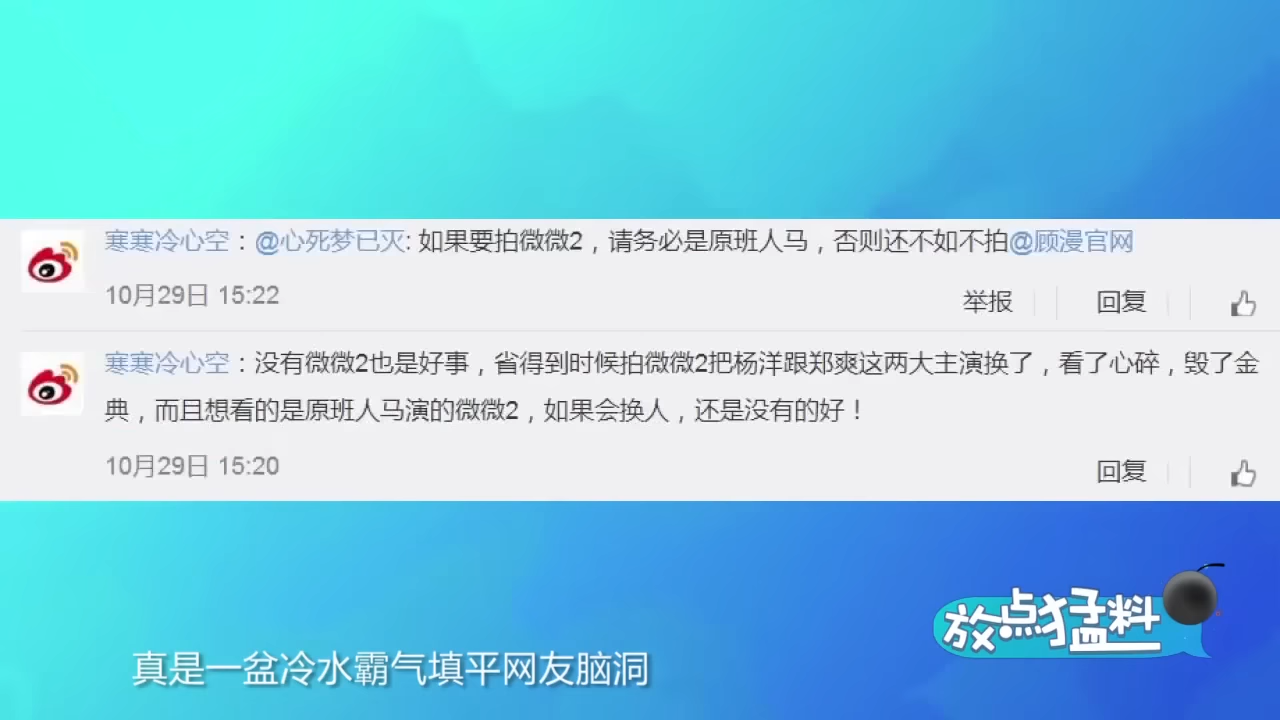 寒寒冷心空：@心死梦已灭: 如果要拍微微2，请务必是原班人马，否则还不如不拍@顾漫官网
10月29日 15:22
举报 回复
寒寒冷心空：没有微微2也是好事，省得到时候拍微微2把杨洋跟郑爽这两大主演换了，看了心碎，毁了金
典，而且想看的是原班人马演的微微2，如果会换人，还是没有的好！
10月29日 15:20
回复
放点猛料
真是一盆冷水霸气填平网友脑洞